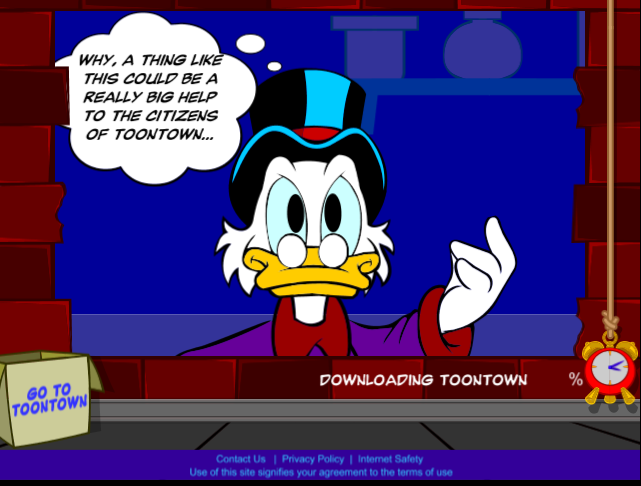 WHY, A THING LIKE
THIS COULD BE A
REALLY BIG HELP
TO THE CITIZENS
OF TOONTOWN...
DOWNLOADING TOONTOWN %
GO TO
TOONTOWN
Contact Us | Privacy Policy | Internet Safety
Use of this site signifies your agreement to the terms of use